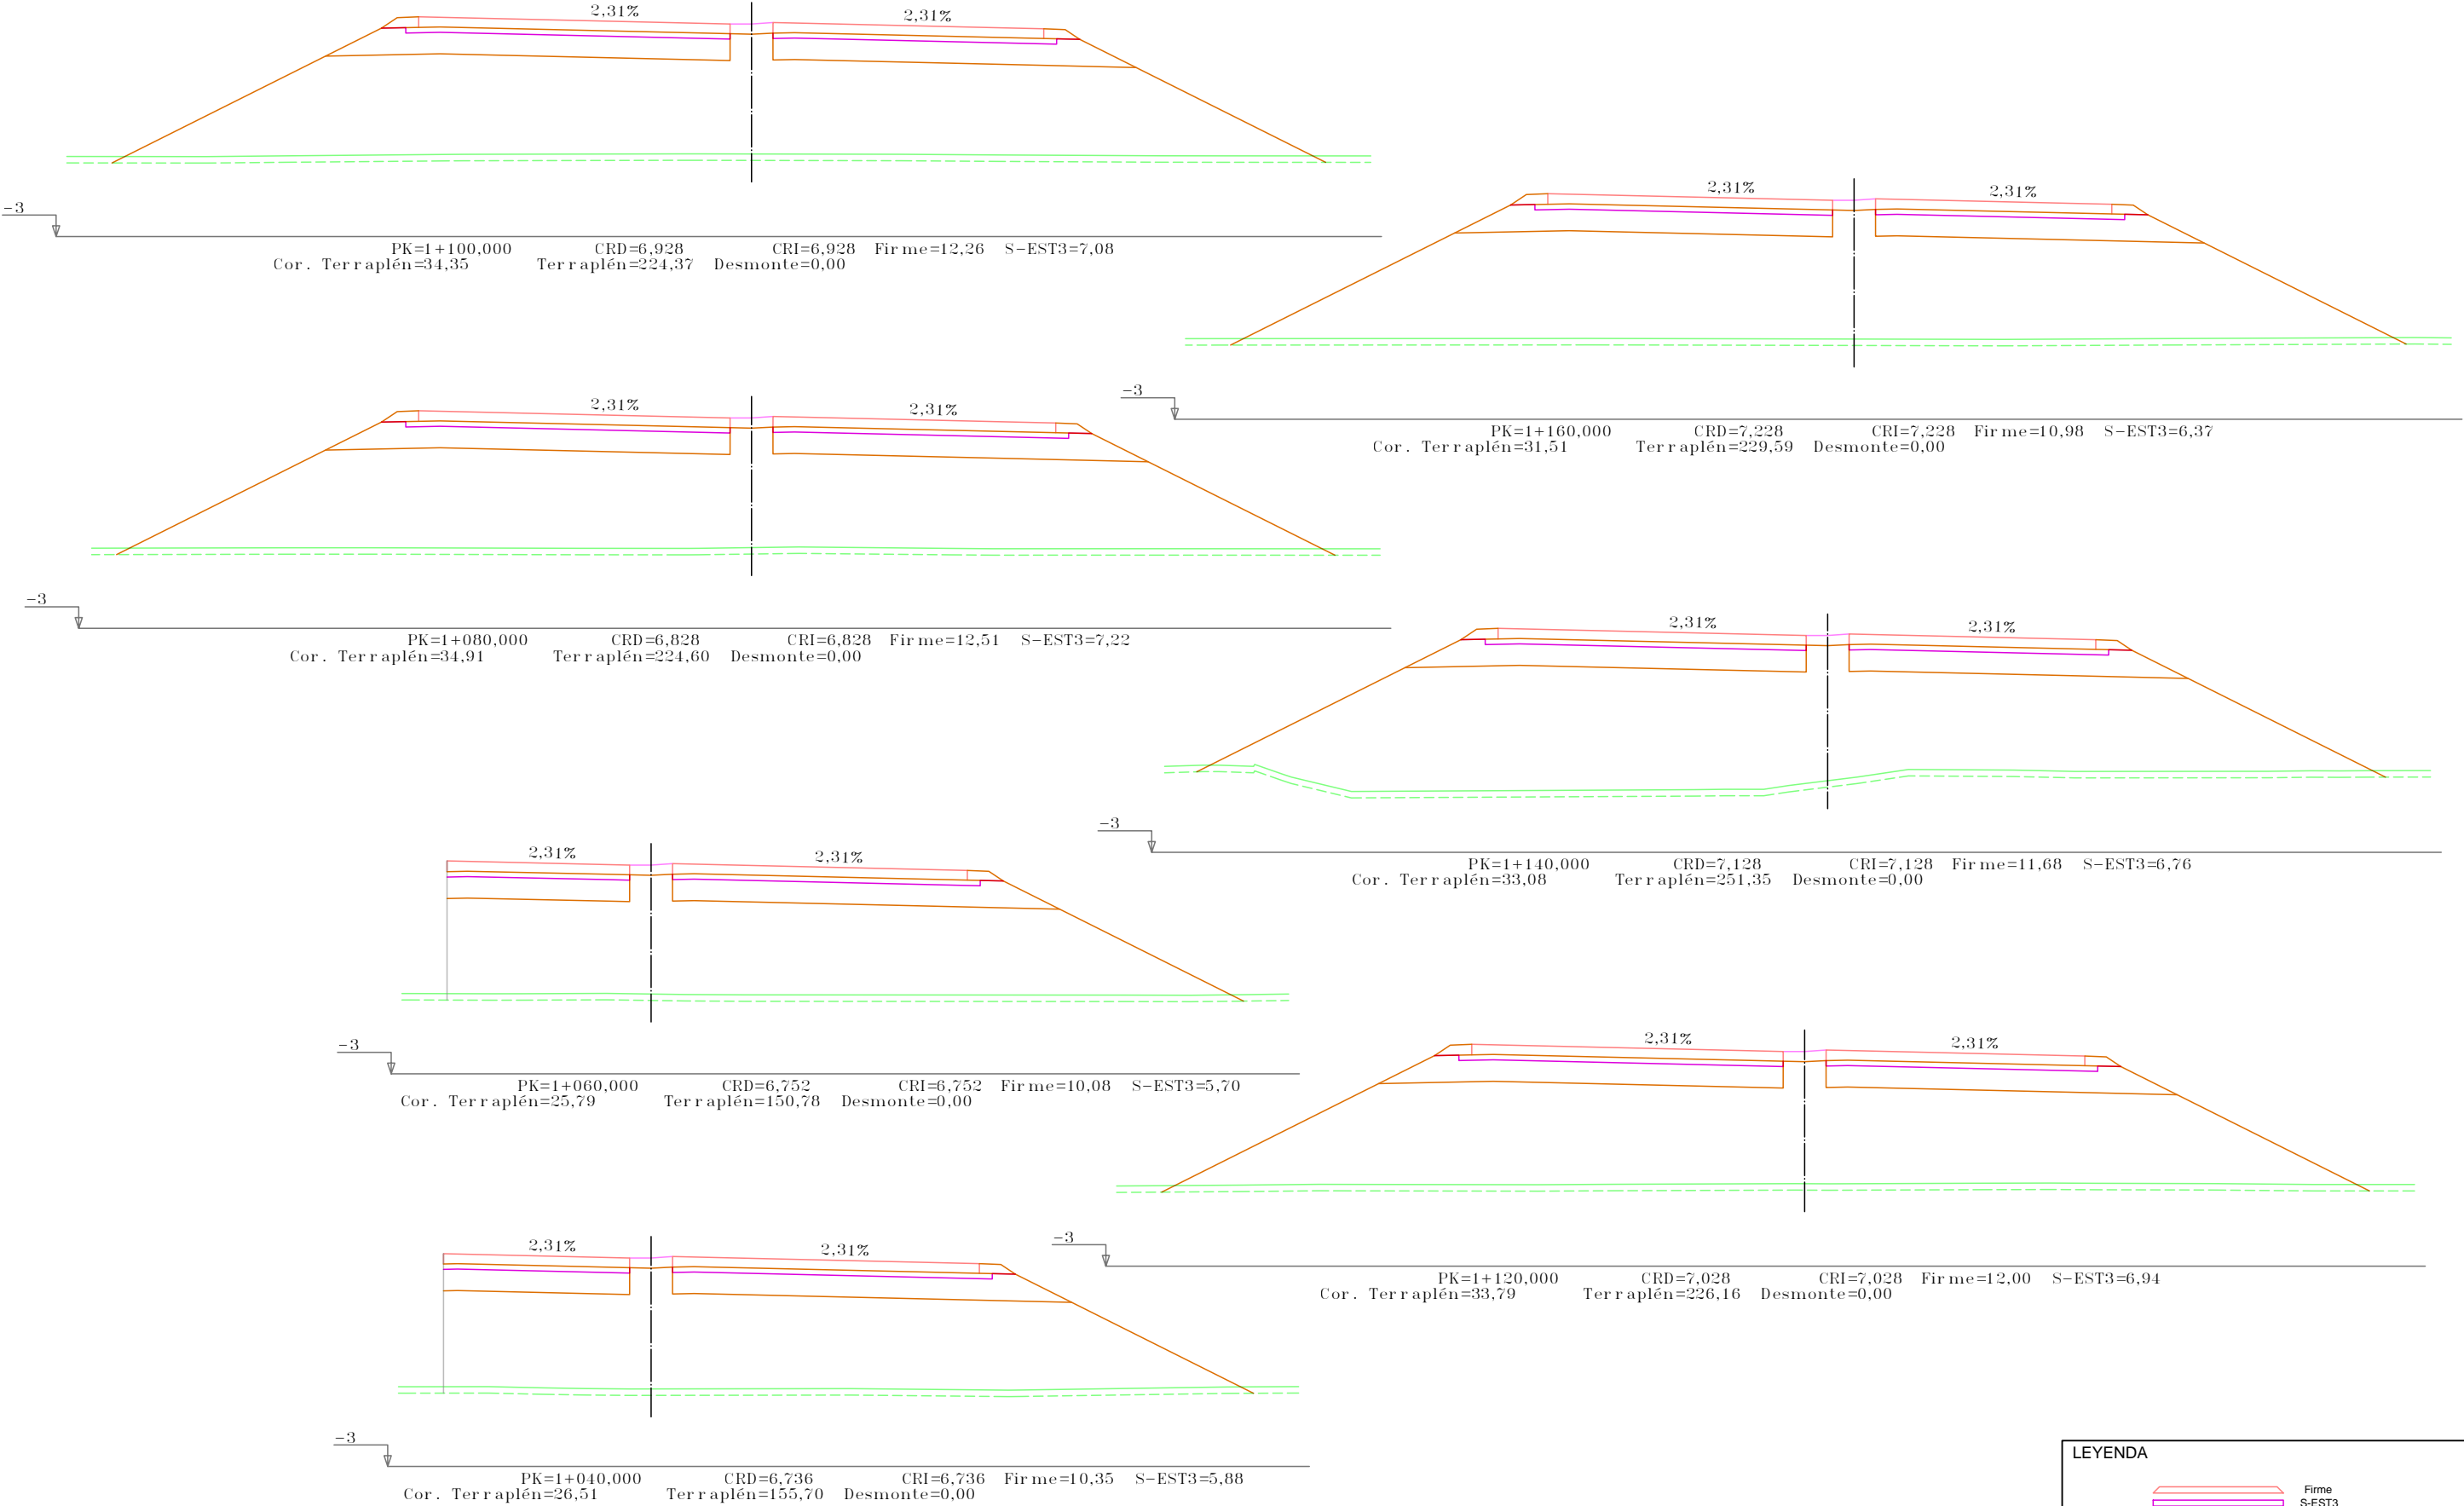 2,31% 2,31%
-3
PK=1+100,000 CRD=6,928 CRI=6,928 Firme=12,26 S-EST3=7,08
Cor. Terraplén=34,35 Terraplén=224,37 Desmonte=0,00
2,31% 2,31%
-3
PK=1+160,000 CRD=7,228 CRI=7,228 Firme=10,98 S-EST3=6,37
Cor. Terraplén=31,51 Terraplén=229,59 Desmonte=0,00
2,31% 2,31%
-3
PK=1+080,000 CRD=6,828 CRI=6,828 Firme=12,51 S-EST3=7,22
Cor. Terraplén=34,91 Terraplén=224,60 Desmonte=0,00
2,31% 2,31%
-3
PK=1+140,000 CRD=7,128 CRI=7,128 Firme=11,68 S-EST3=6,76
Cor. Terraplén=33,08 Terraplén=251,35 Desmonte=0,00
2,31% 2,31%
-3
PK=1+060,000 CRD=6,752 CRI=6,752 Firme=10,08 S-EST3=5,70
Cor. Terraplén=25,79 Terraplén=150,78 Desmonte=0,00
2,31% 2,31%
-3
PK=1+120,000 CRD=7,028 CRI=7,028 Firme=12,00 S-EST3=6,94
Cor. Terraplén=33,79 Terraplén=226,16 Desmonte=0,00
2,31% 2,31%
-3
PK=1+040,000 CRD=6,736 CRI=6,736 Firme=10,35 S-EST3=5,88
Cor. Terraplén=26,51 Terraplén=155,70 Desmonte=0,00
LEYENDA
Firme
S-EST3